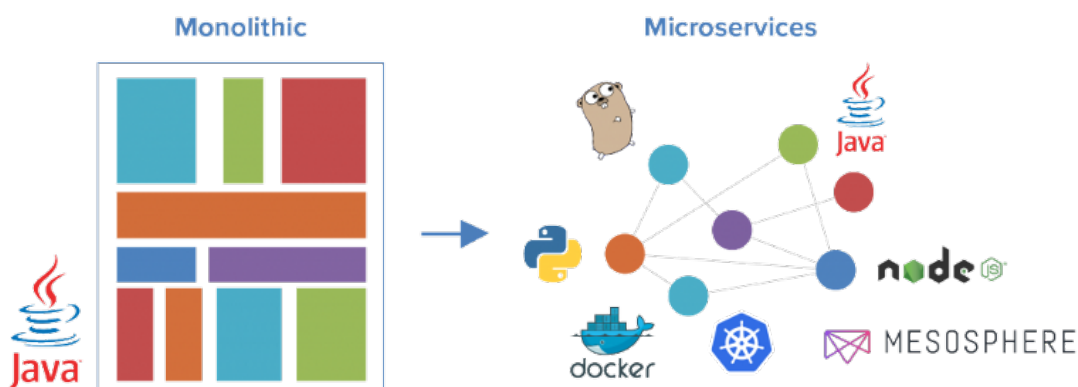 Monolithic
Microservices
Java
Java
node
JS
docker
MESOSPHERE